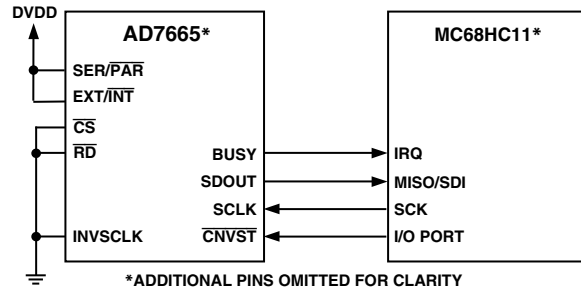 DVDD
AD7665*
MC68HC11*
SER/PAR
EXT/INT
CS
RD
BUSY
IRQ
SDOUT
MISO/SDI
SCLK
SCK
INVSCLK
CNVST
I/O PORT
*ADDITIONAL PINS OMITTED FOR CLARITY